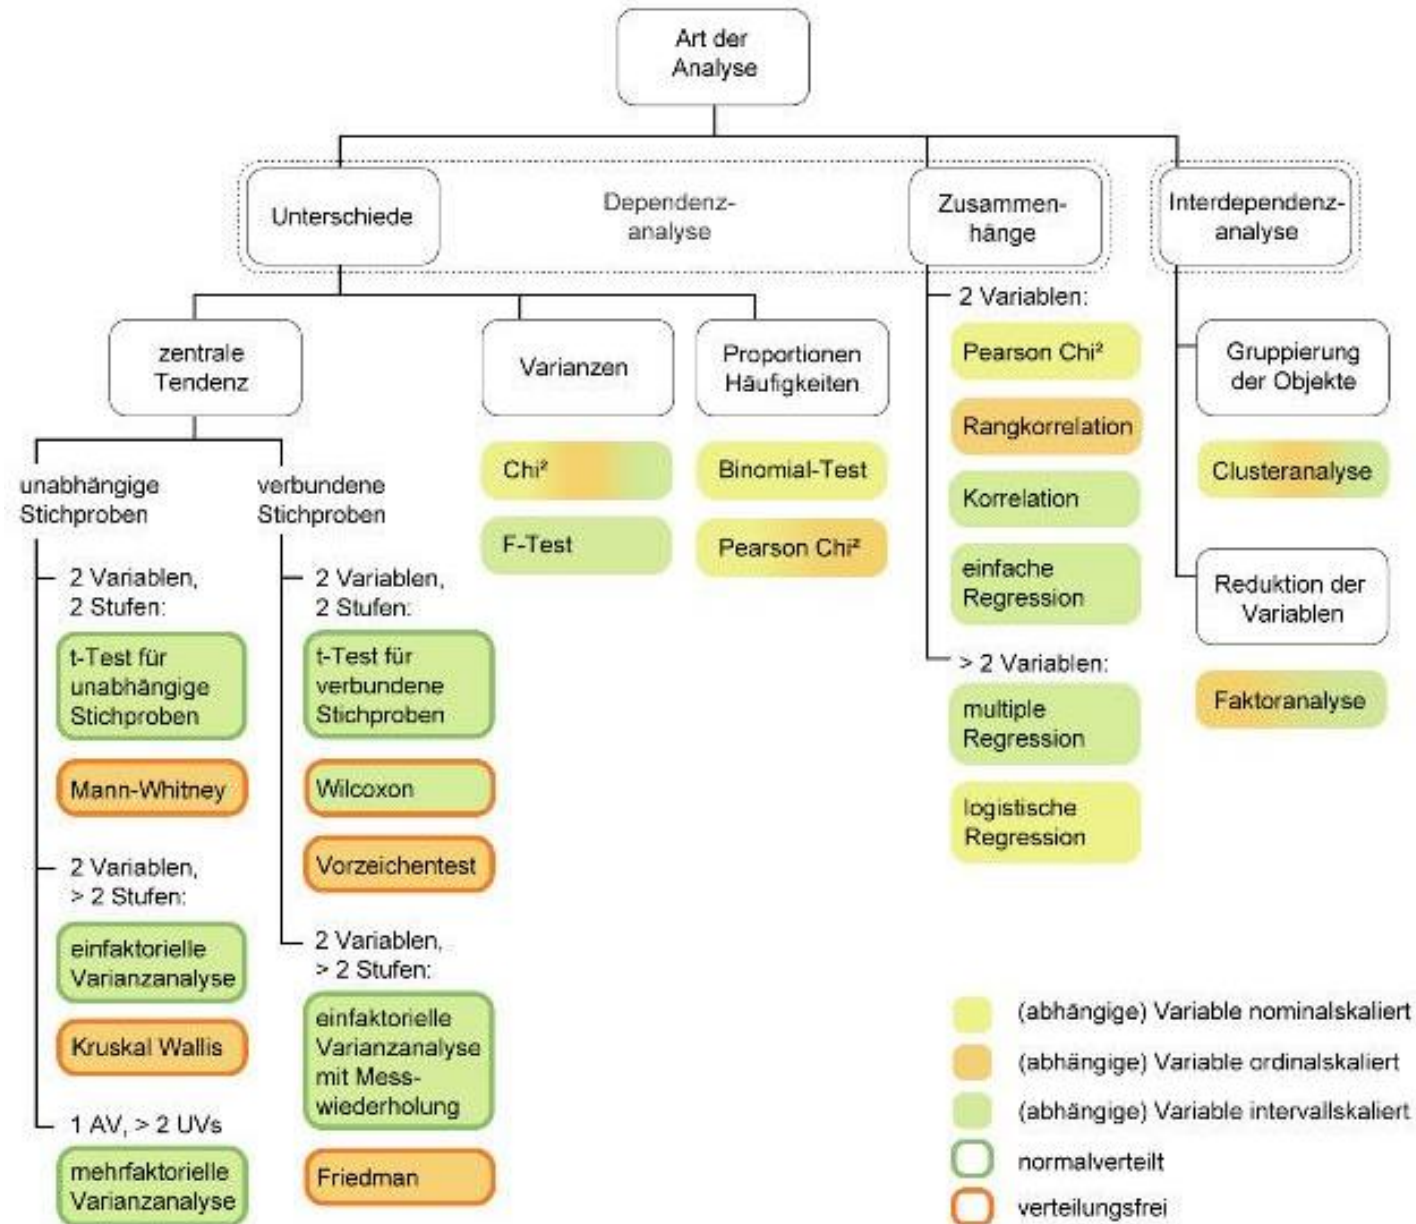 Art der
Analyse
Unterschiede
Dependenz-
analyse
Zusammen-
hänge
Interdependenz-
analyse
zentrale
Tendenz
Varianzen
Proportionen
Häufigkeiten
2 Variablen:
Gruppierung
der Objekte
Chi²
F-Test
Binomial-Test
Pearson Chi²
Pearson Chi²
Rangkorrelation
Korrelation
einfache
Regression
> 2 Variablen:
multiple
Regression
logistische
Regression
Clusteranalyse
Reduktion der
Variablen
Faktoranalyse
unabhängige
Stichproben
2 Variablen,
2 Stufen:
t-Test für
unabhängige
Stichproben
Mann-Whitney
2 Variablen,
> 2 Stufen:
einfaktorielle
Varianzanalyse
Kruskal Wallis
1 AV, > 2 UVs
mehrfaktorielle
Varianzanalyse
verbundene
Stichproben
2 Variablen,
2 Stufen:
t-Test für
verbundene
Stichproben
Wilcoxon
Vorzeichentest
2 Variablen,
> 2 Stufen:
einfaktorielle
Varianzanalyse
mit Mess-
wiederholung
Friedman
(abhängige) Variable nominalskaliert
(abhängige) Variable ordinalskaliert
(abhängige) Variable intervallskaliert
normalverteilt
verteilungsfrei